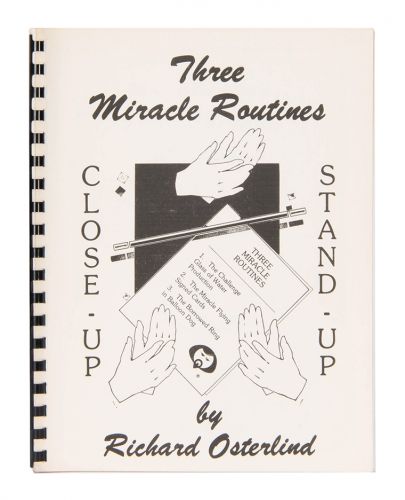 Three
Miracle Routines
CLOSE-UP
STAND-UP
THREE
MIRACLE
ROUTINES
1. The Challenge
Glass of Water
Production
2. The Miracle Flying
Signed Cards
3. The Borrowed Ring
in Balloon Dog
by
Richard Osterlind